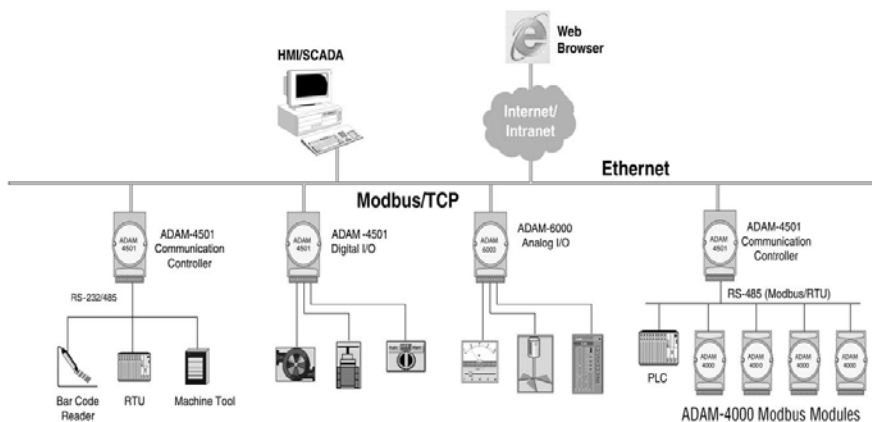 HMI/SCADA
Web
Browser
Internet/
Intranet
Ethernet
Modbus/TCP
ADAM
4501
ADAM-4501
Communication
Controller
ADAM
4501
ADAM -4501
Digital I/O
ADAM
6000
ADAM-6000
Analog I/O
ADAM
4501
ADAM-4501
Communication
Controller
RS-232/485
RS-485 (Modbus/RTU)
Bar Code
Reader
RTU
Machine Tool
PLC
ADAM
4000
ADAM
4000
ADAM
4000
ADAM
4000
ADAM-4000 Modbus Modules